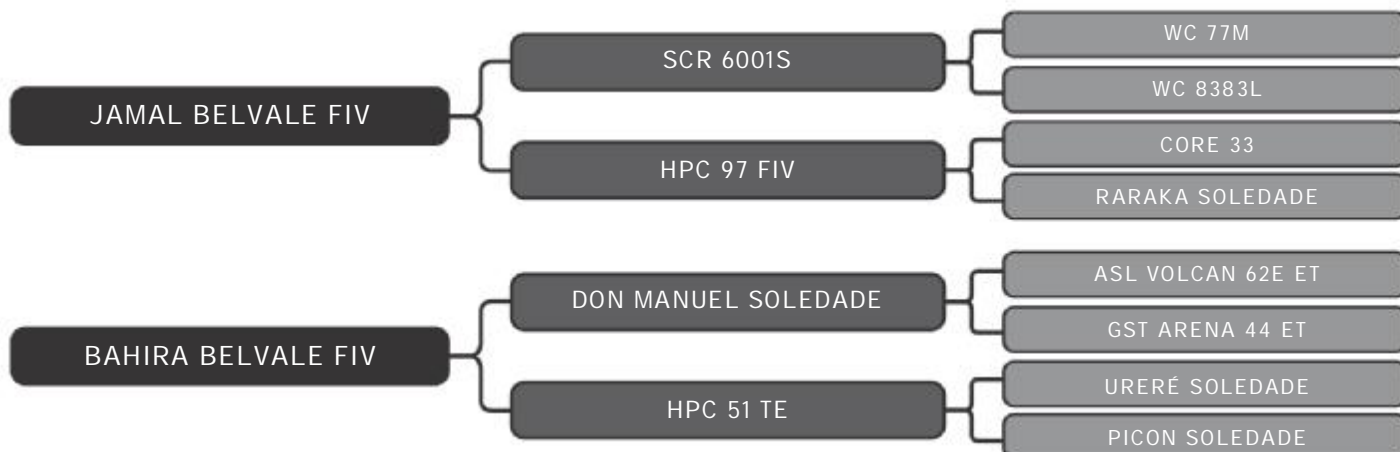 JAMAL BELVALE FIV
SCR 6001S
WC 77M
WC 8383L
HPC 97 FIV
CORE 33
RARAKA SOLEDADE
BAHIRA BELVALE FIV
DON MANUEL SOLEDADE
ASL VOLCAN 62E ET
GST ARENA 44 ET
HPC 51 TE
URERÉ SOLEDADE
PICON SOLEDADE